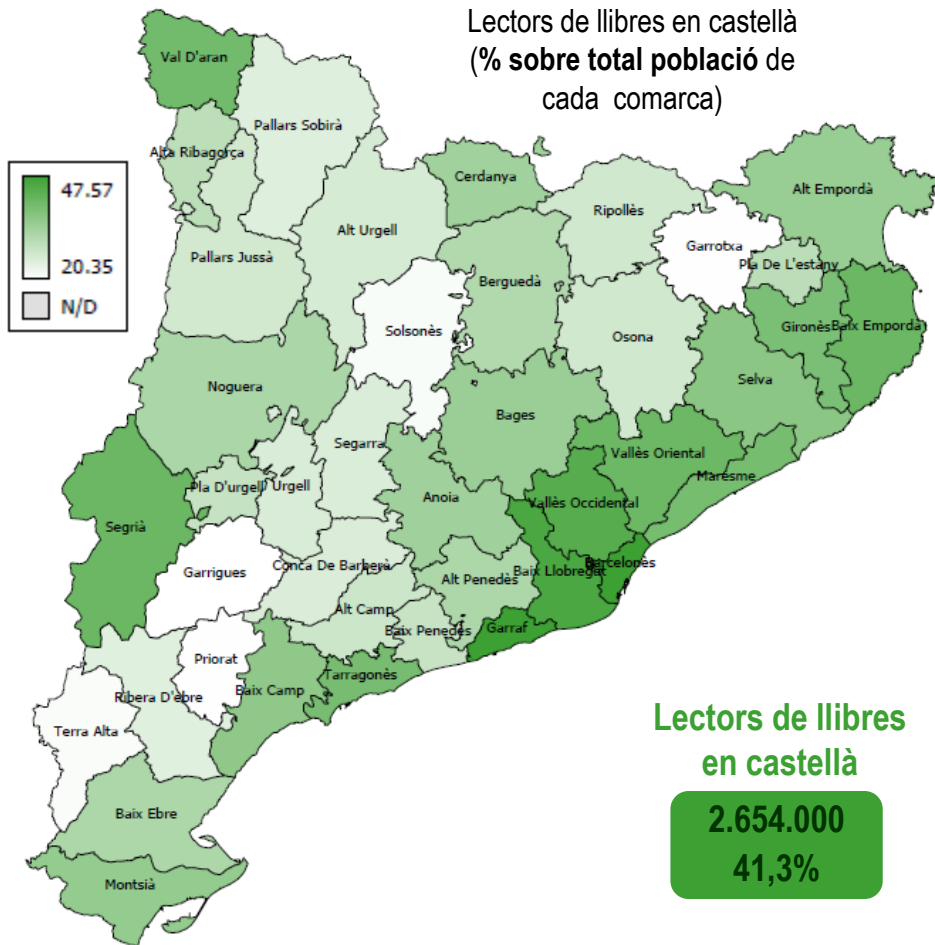 Lectors de llibres en castellà
(% sobre total població de
cada comarca)
47.57
20.35
N/D
Val D'aran
Pallars Sobirà
Alta Ribagorça
Cerdanya
Alt Empordà
Ripollès
Alt Urgell
Garrotxa
Pallars Jussà
Pla De L'estany
Berguedà
Solsonès
Osona
Gironès
Baix Empordà
Noguera
Selva
Bages
Segarra
Vallès Oriental
Maresme
Pla D'urgell
Urgell
Anoia
Vallès Occidental
Segrià
Garrigues
Conca De Barberà
Baix Llobregat
Barcelonès
Alt Penedès
Alt Camp
Baix Penedès
Garraf
Priorat
Tarragonès
Ribera D'ebre
Baix Camp
Terra Alta
Baix Ebre
Montsià
Lectors de llibres
en castellà
2.654.000
41,3%